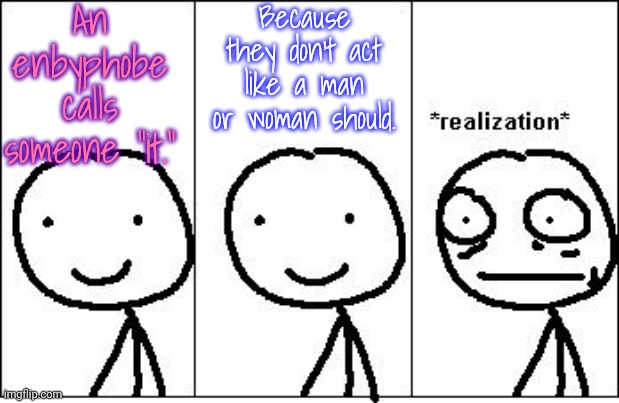 An
enbyphobe
calls
someone "it."
Because
they don't act
like a man
or woman should.
*realization*
imgflip.com